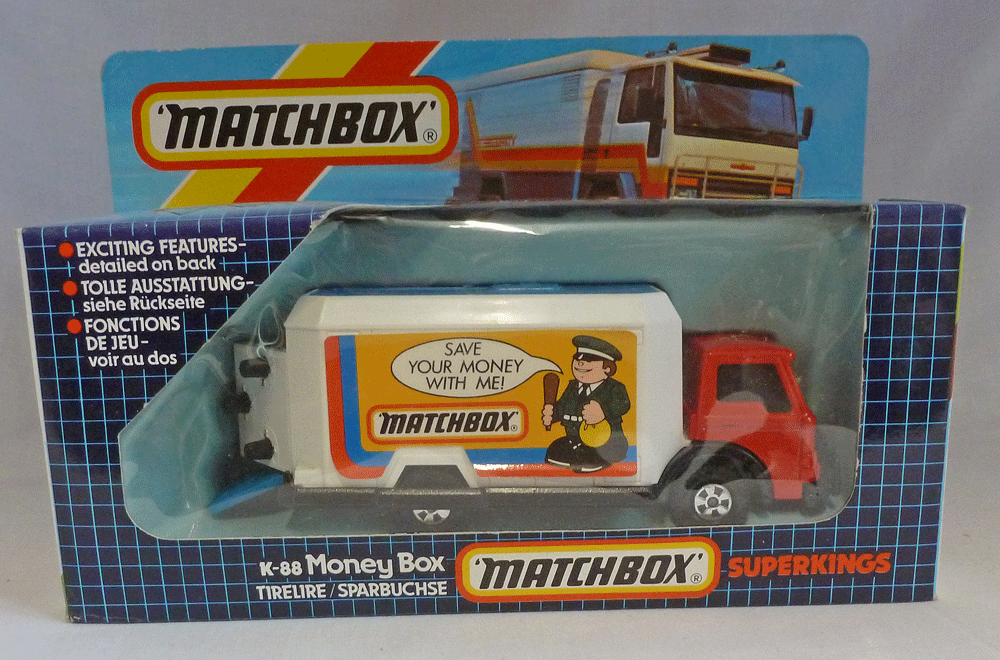 'MATCHBOX'®
EXCITING FEATURES-
detailed on back
TOLLE AUSSTATTUNG-
siehe Rückseite
FONCTIONS
DE JEU-
voir au dos
SAVE
YOUR MONEY
WITH ME!
'MATCHBOX'®
K-88 Money Box
TIRELIRE/SPARBUCHSE
'MATCHBOX'®
SUPERKINGS